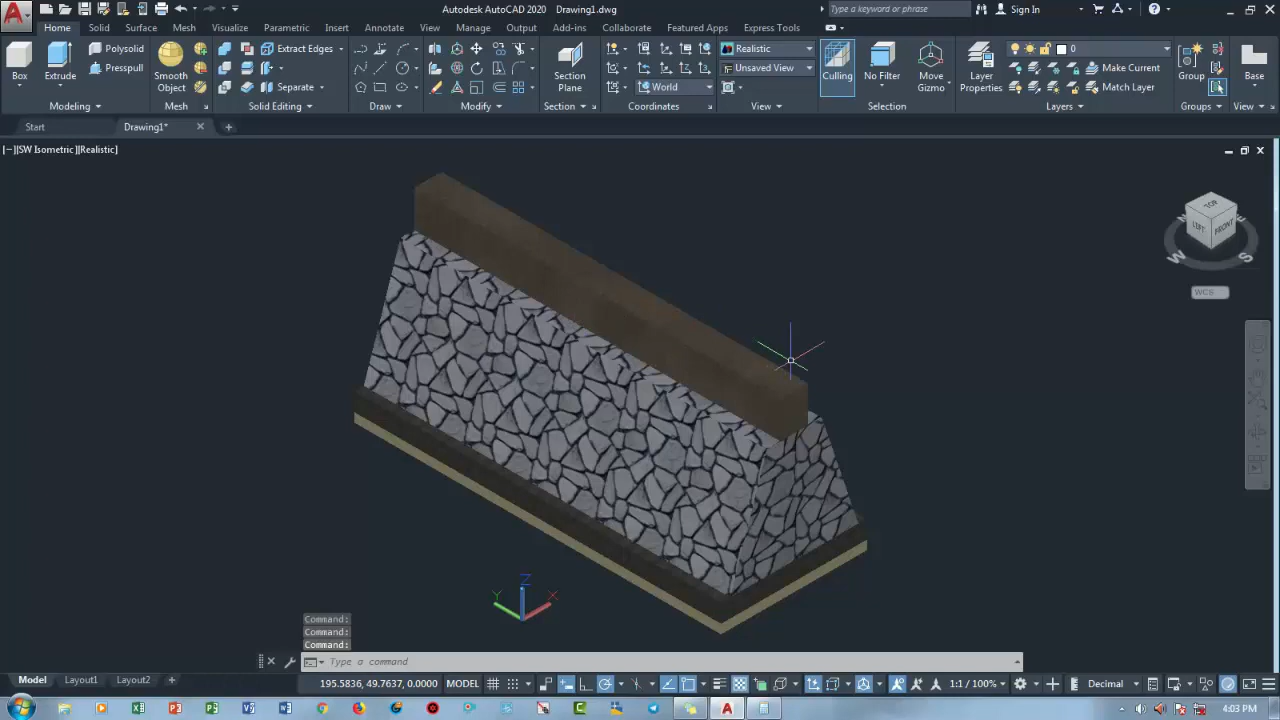 Autodesk AutoCAD 2020 Drawing1.dwg
Type a keyword or phrase
Sign In
Home Solid Surface Mesh Visualize Parametric Insert Annotate View Manage Output Add-ins Collaborate Featured Apps Express Tools
Box
Extrude
Polysolid
Presspull
Modeling
Smooth Object
Mesh
Extract Edges
Separate
Solid Editing
Draw
Modify
Section Plane
Section
World
Coordinates
Realistic
Unsaved View
View
Culling
No Filter
Move Gizmo
Selection
Layer Properties
0
Make Current
Match Layer
Layers
Group
Groups
Base
View
Start
Drawing1*
[−][SW Isometric][Realistic]
TOP
LEFT
FRONT
W
S
WCS
Z
Y
X
Command:
Command:
Command:
Type a command
Model Layout1 Layout2
195.5836, 49.7637, 0.0000 MODEL
1:1 / 100%
Decimal
4:03 PM